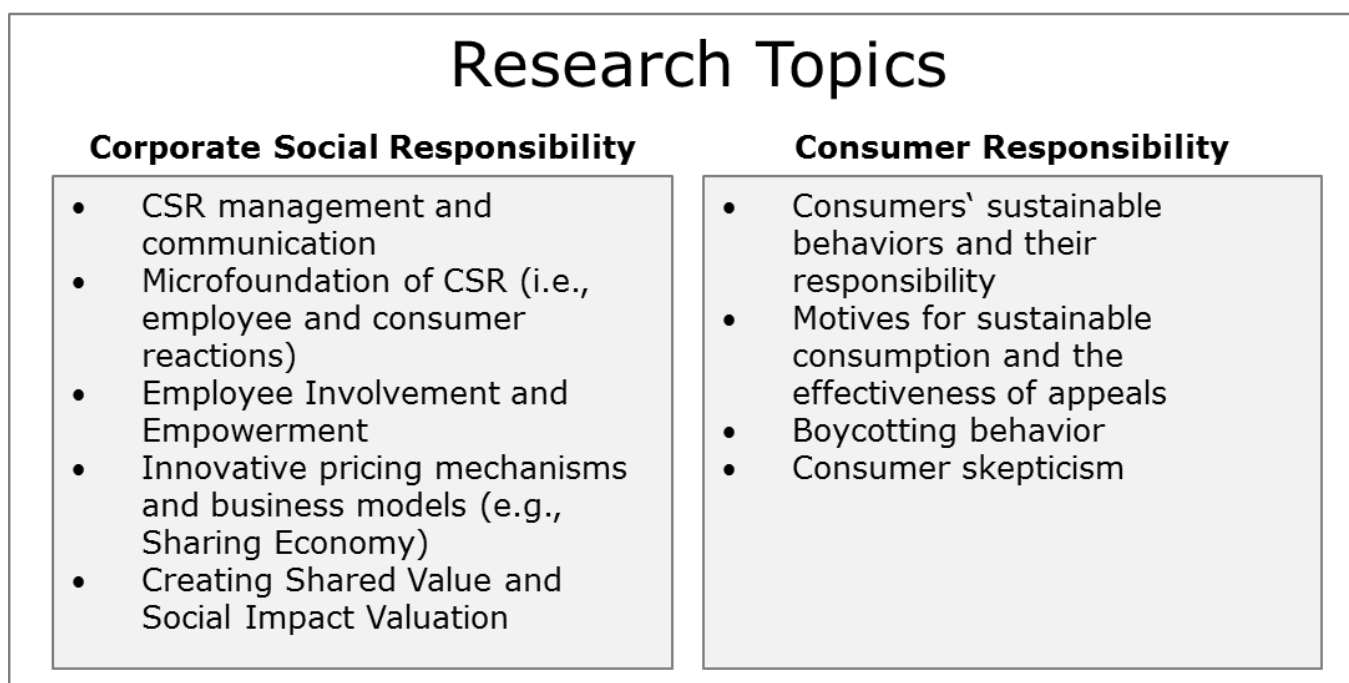 Research Topics
Corporate Social Responsibility
• CSR management and
communication
• Microfoundation of CSR (i.e.,
employee and consumer
reactions)
• Employee Involvement and
Empowerment
• Innovative pricing mechanisms
and business models (e.g.,
Sharing Economy)
• Creating Shared Value and
Social Impact Valuation
Consumer Responsibility
• Consumers‘ sustainable
behaviors and their
responsibility
• Motives for sustainable
consumption and the
effectiveness of appeals
• Boycotting behavior
• Consumer skepticism